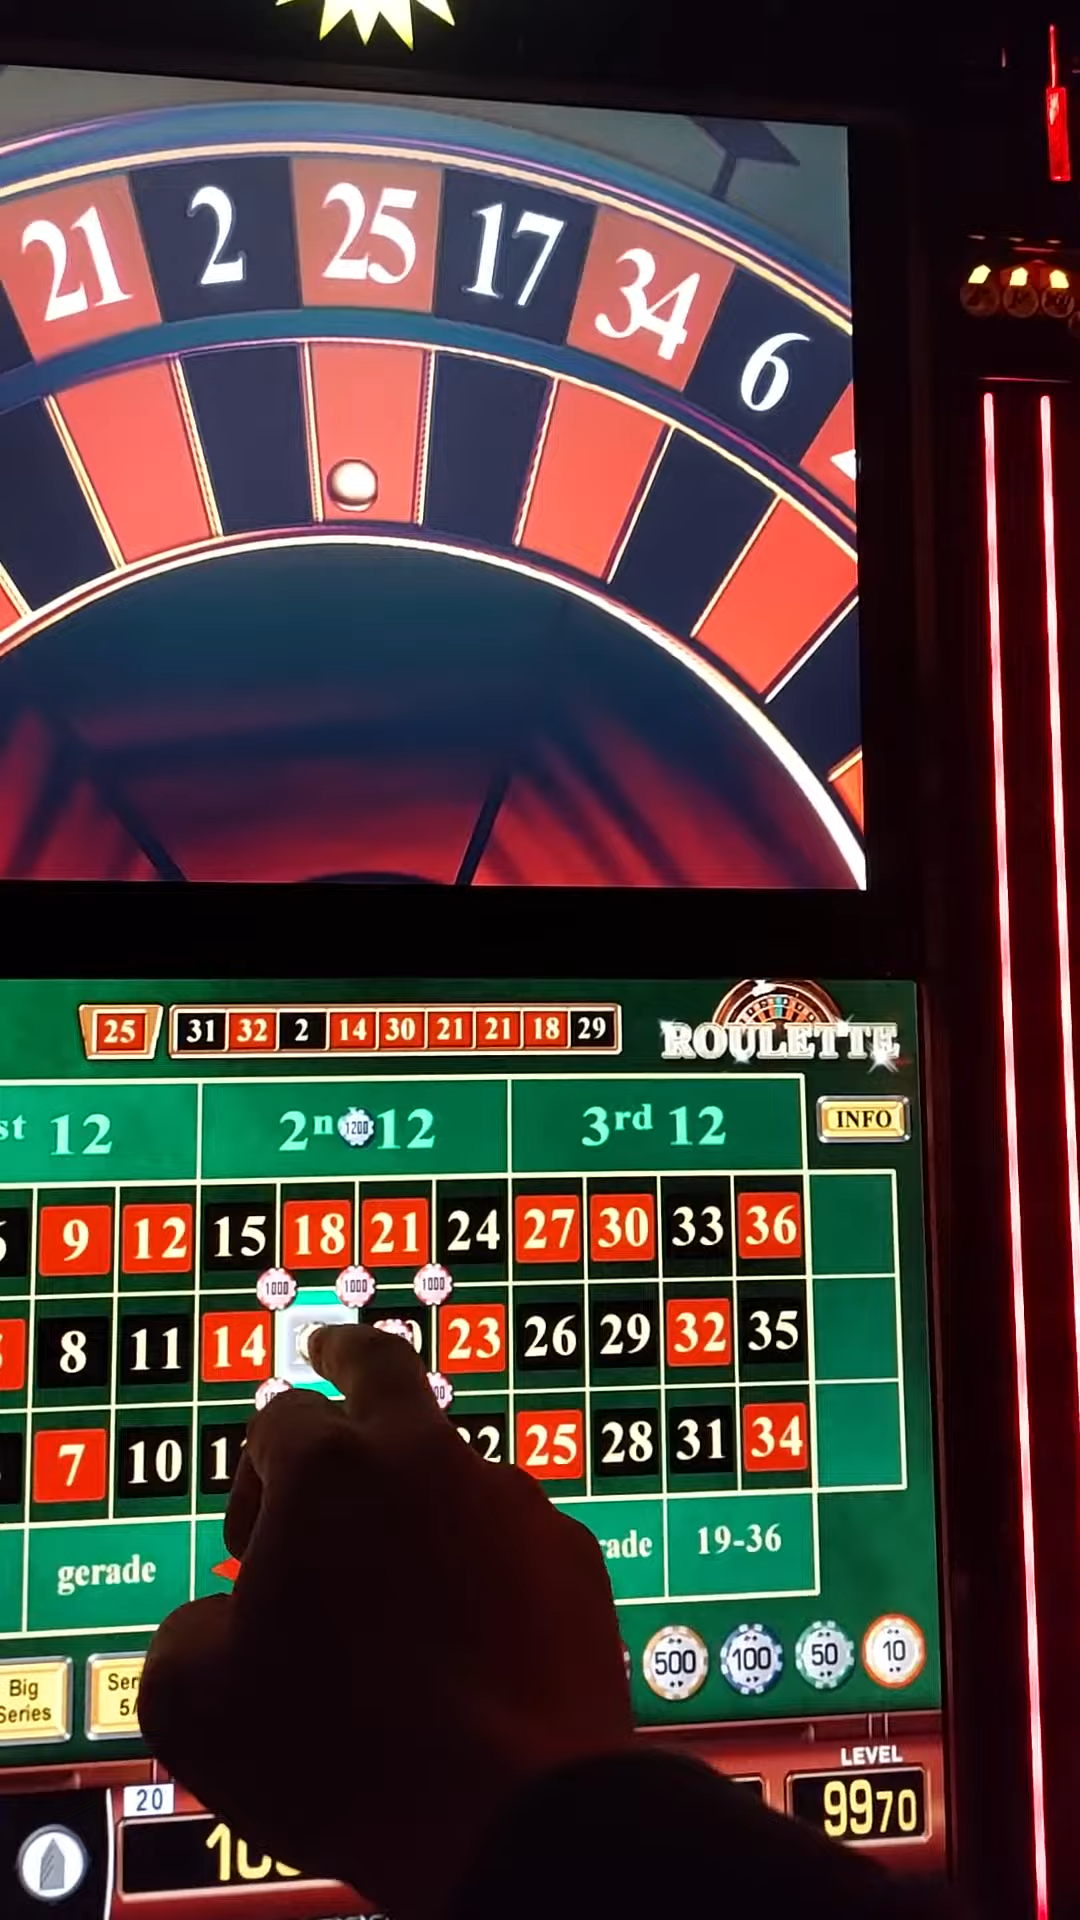 21 2 25 17 34 6
25 31 32 2 14 30 21 21 18 29
ROULETTE
st 12 2nd 12 3rd 12 INFO
1200
9 12 15 18 21 24 27 30 33 36
1000 1000 1000
8 11 14 23 26 29 32 35
7 10 25 28 31 34
gerade 19-36
500 100 50 10
Big
Series
LEVEL
20
9970